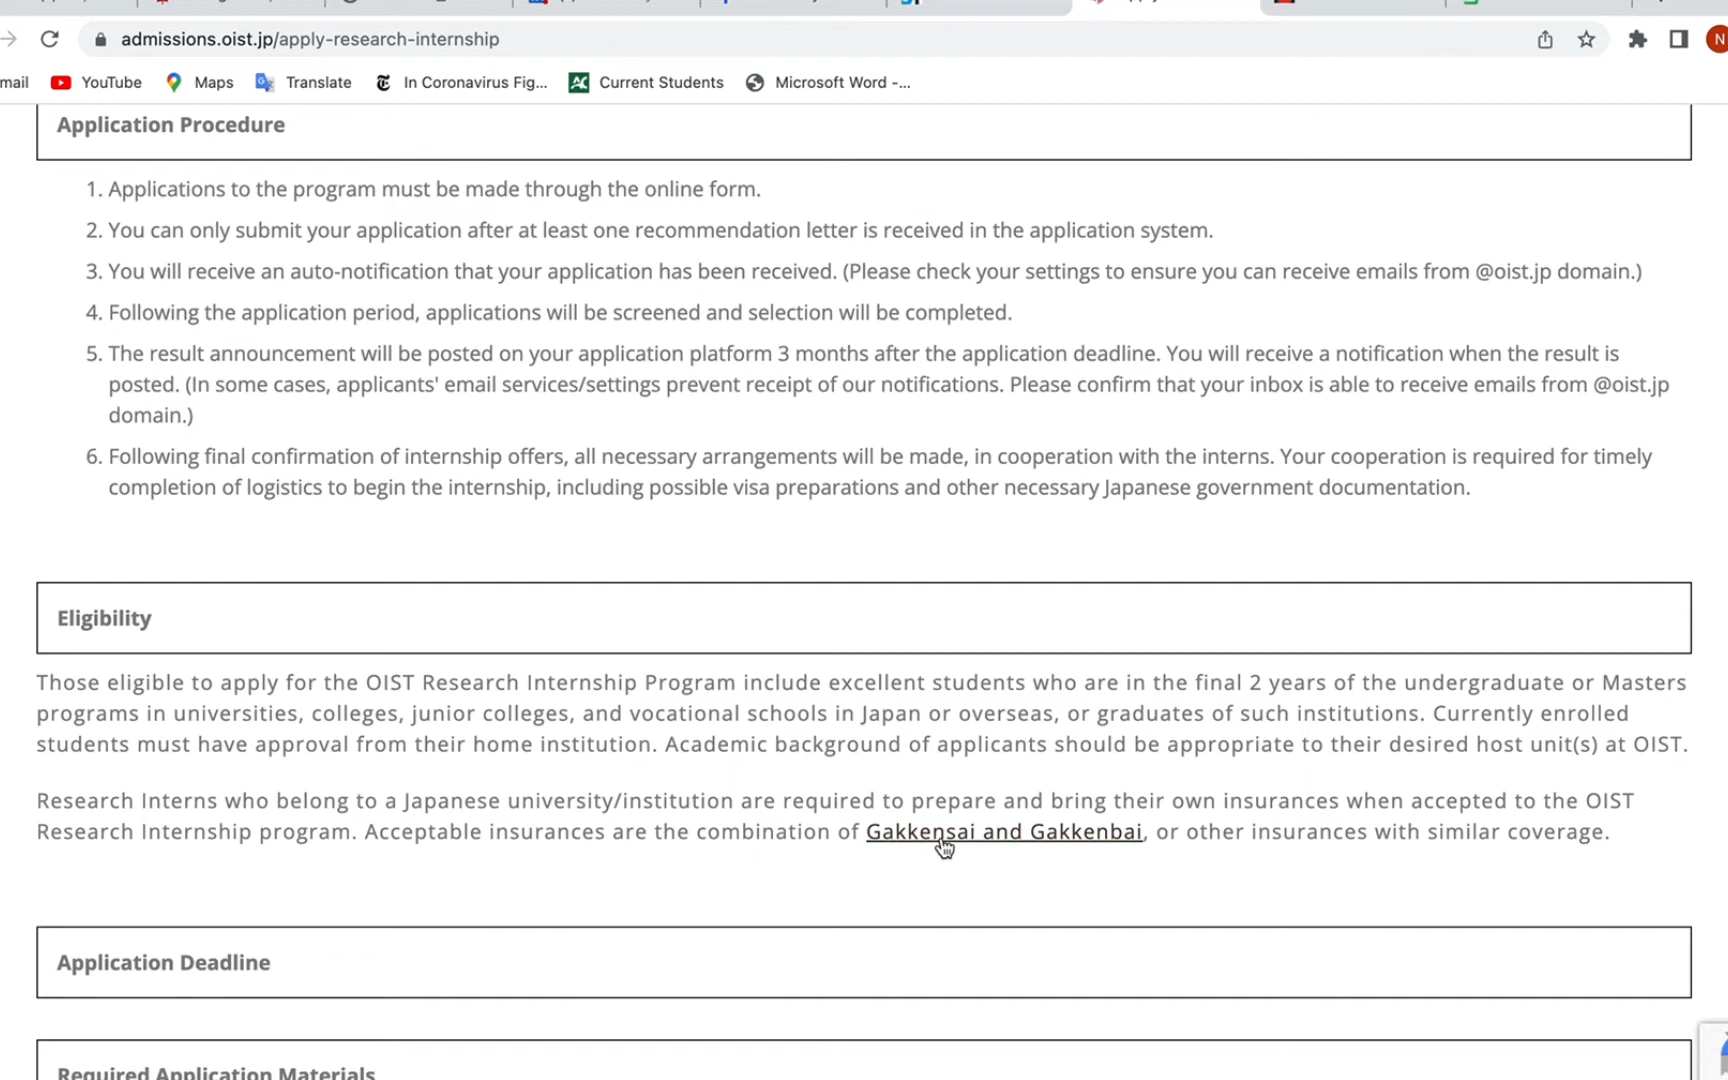 admissions.oist.jp/apply-research-internship
N
mail YouTube Maps Translate In Coronavirus Fig... Current Students Microsoft Word -...
Application Procedure
1. Applications to the program must be made through the online form.
2. You can only submit your application after at least one recommendation letter is received in the application system.
3. You will receive an auto-notification that your application has been received. (Please check your settings to ensure you can receive emails from @oist.jp domain.)
4. Following the application period, applications will be screened and selection will be completed.
5. The result announcement will be posted on your application platform 3 months after the application deadline. You will receive a notification when the result is
posted. (In some cases, applicants' email services/settings prevent receipt of our notifications. Please confirm that your inbox is able to receive emails from @oist.jp
domain.)
6. Following final confirmation of internship offers, all necessary arrangements will be made, in cooperation with the interns. Your cooperation is required for timely
completion of logistics to begin the internship, including possible visa preparations and other necessary Japanese government documentation.
Eligibility
Those eligible to apply for the OIST Research Internship Program include excellent students who are in the final 2 years of the undergraduate or Masters
programs in universities, colleges, junior colleges, and vocational schools in Japan or overseas, or graduates of such institutions. Currently enrolled
students must have approval from their home institution. Academic background of applicants should be appropriate to their desired host unit(s) at OIST.
Research Interns who belong to a Japanese university/institution are required to prepare and bring their own insurances when accepted to the OIST
Research Internship program. Acceptable insurances are the combination of Gakkensai and Gakkenbai, or other insurances with similar coverage.
Application Deadline
Required Application Materials